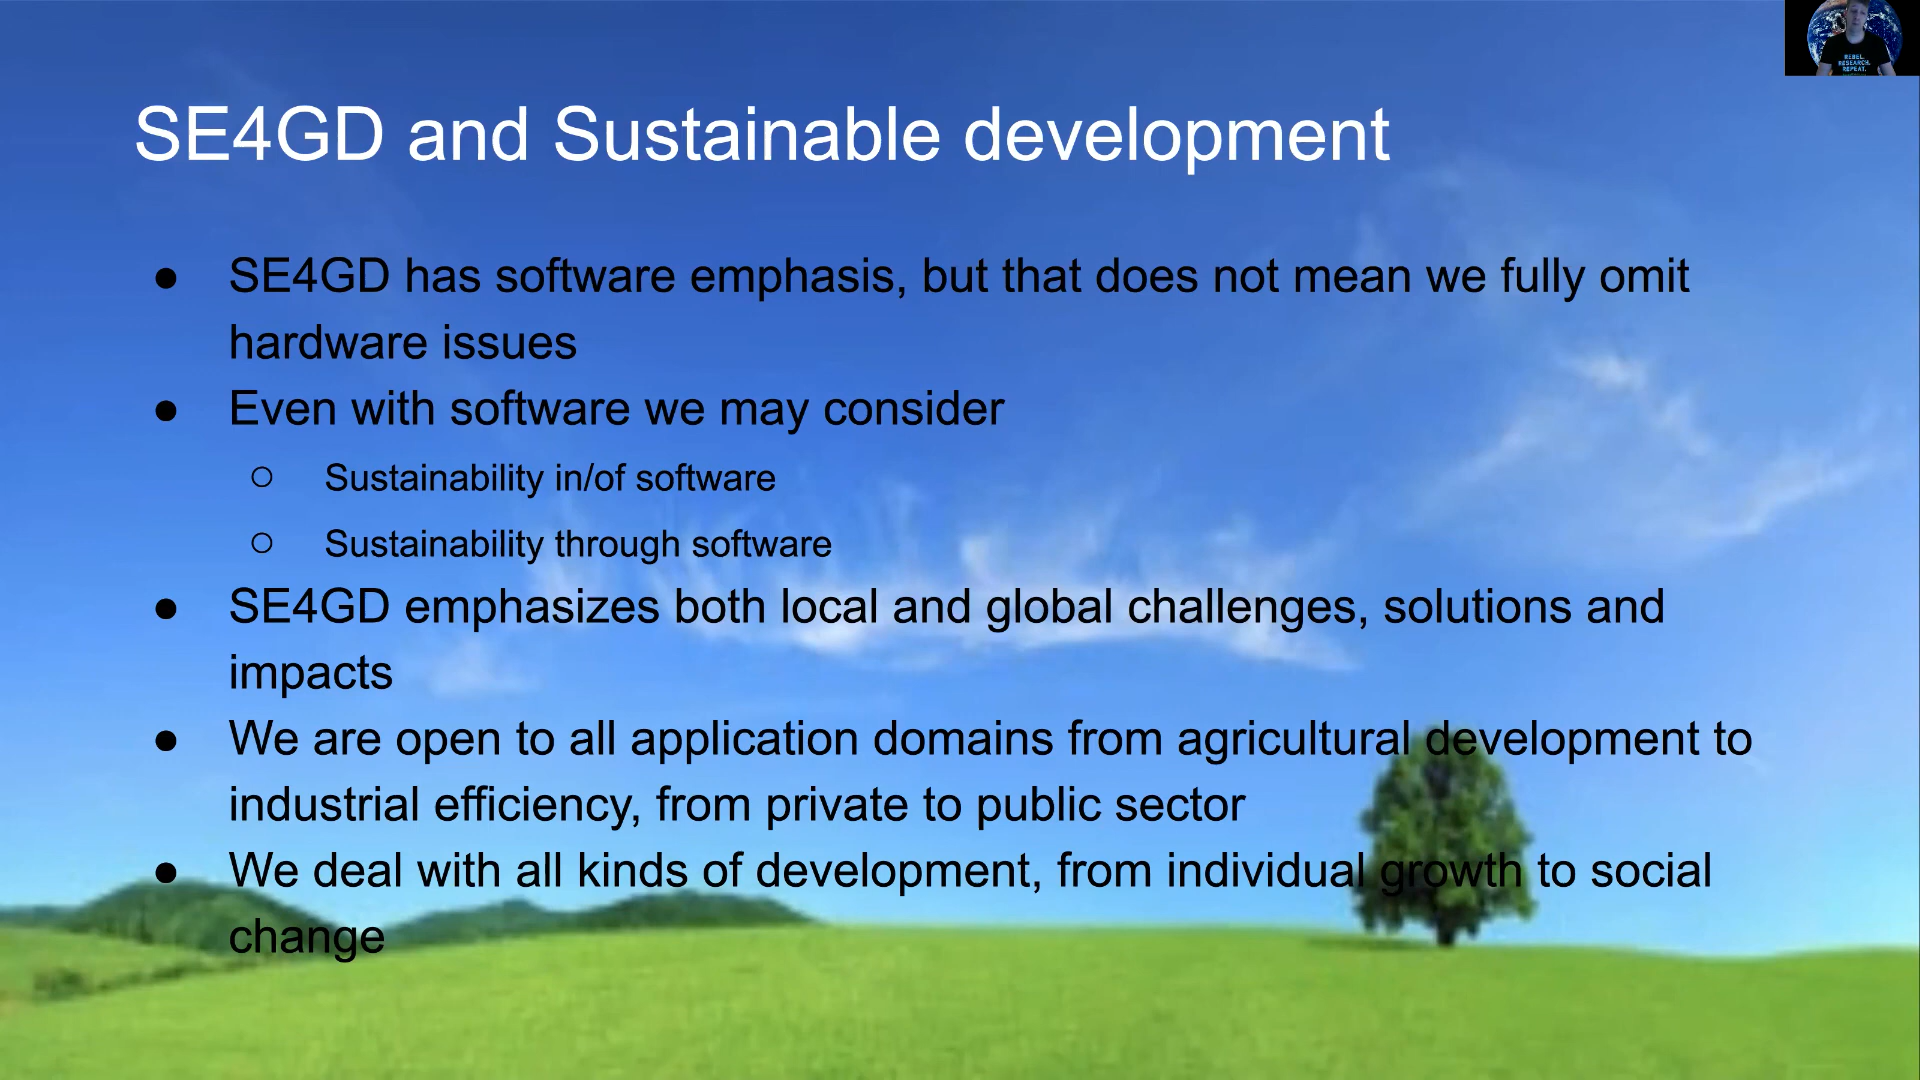 SE4GD and Sustainable development
● SE4GD has software emphasis, but that does not mean we fully omit
hardware issues
● Even with software we may consider
○ Sustainability in/of software
○ Sustainability through software
● SE4GD emphasizes both local and global challenges, solutions and
impacts
● We are open to all application domains from agricultural development to
industrial efficiency, from private to public sector
● We deal with all kinds of development, from individual growth to social
change
REBEL.
RESEARCH.
REPEAT.